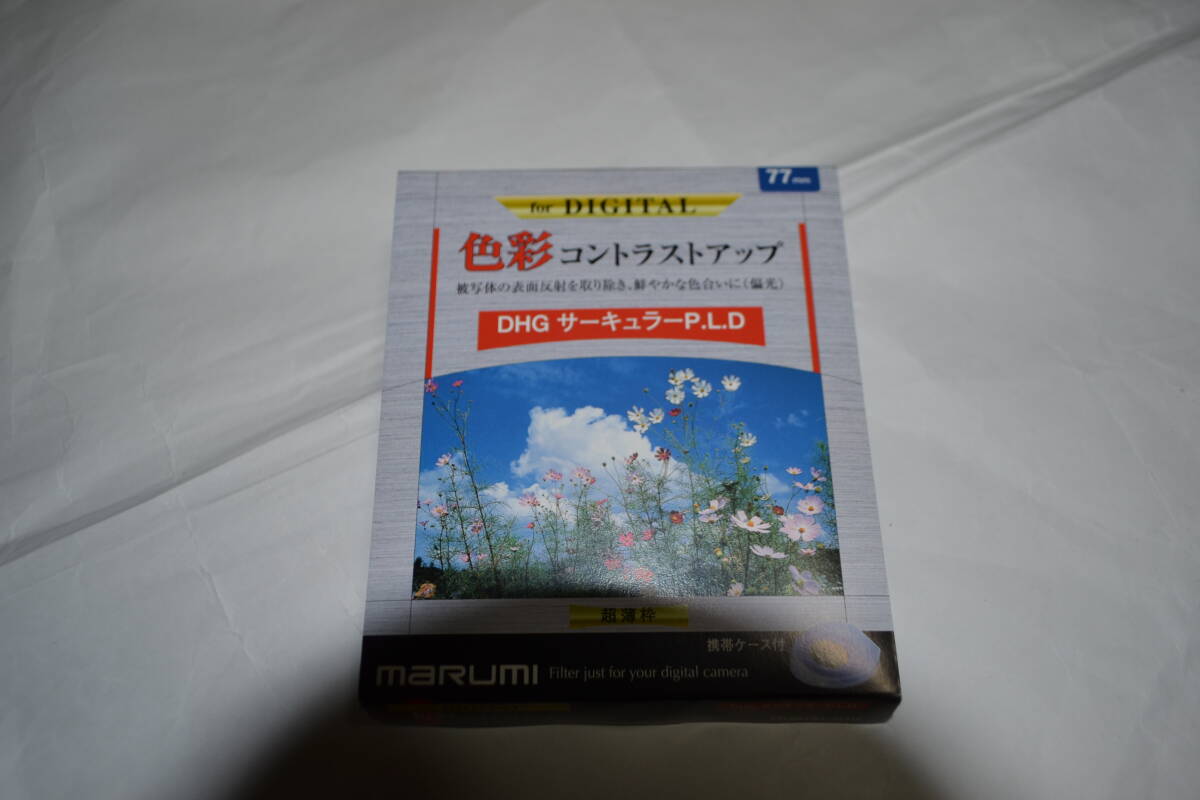 77mm
for DIGITAL
色彩コントラストアップ
被写体の表面反射を取り除き、鮮やかな色合いに(偏光)
DHG サーキュラーP.L.D
超薄枠
携帯ケース付
marumi Filter just for your digital camera